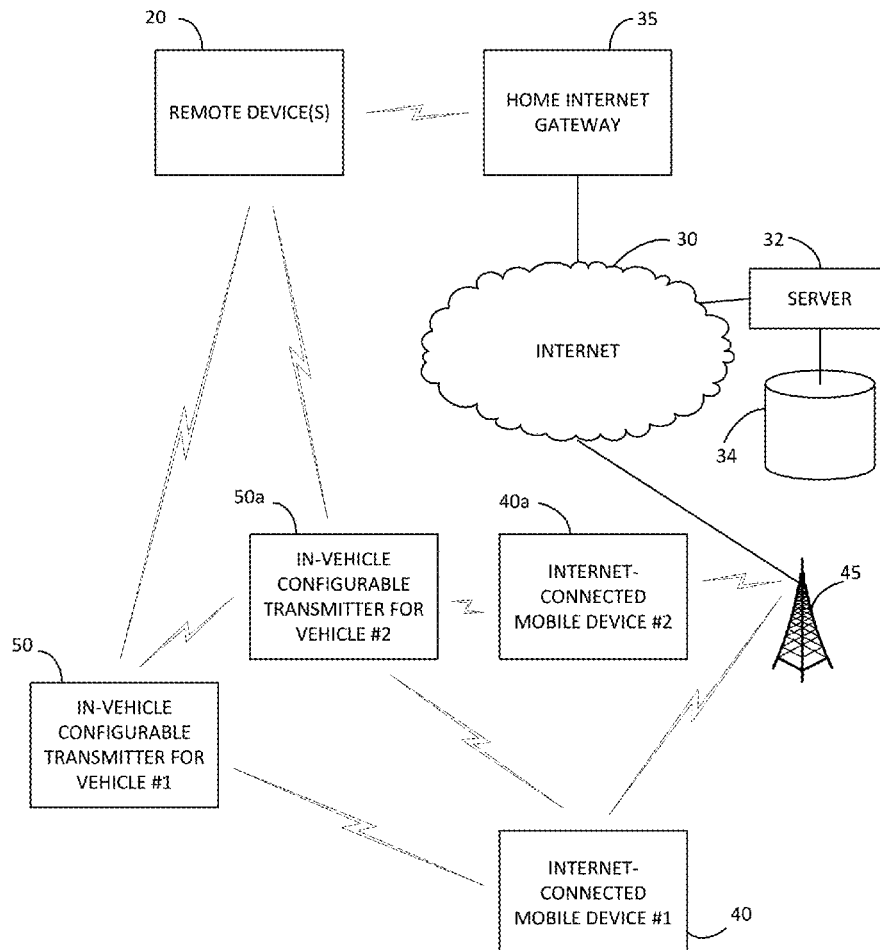 20
35
REMOTE DEVICE(S)
HOME INTERNET
GATEWAY
30
32
SERVER
INTERNET
34
50a
40a
IN-VEHICLE
CONFIGURABLE
TRANSMITTER FOR
VEHICLE #2
INTERNET-
CONNECTED
MOBILE DEVICE #2
45
50
IN-VEHICLE
CONFIGURABLE
TRANSMITTER FOR
VEHICLE #1
INTERNET-
CONNECTED
MOBILE DEVICE #1
40